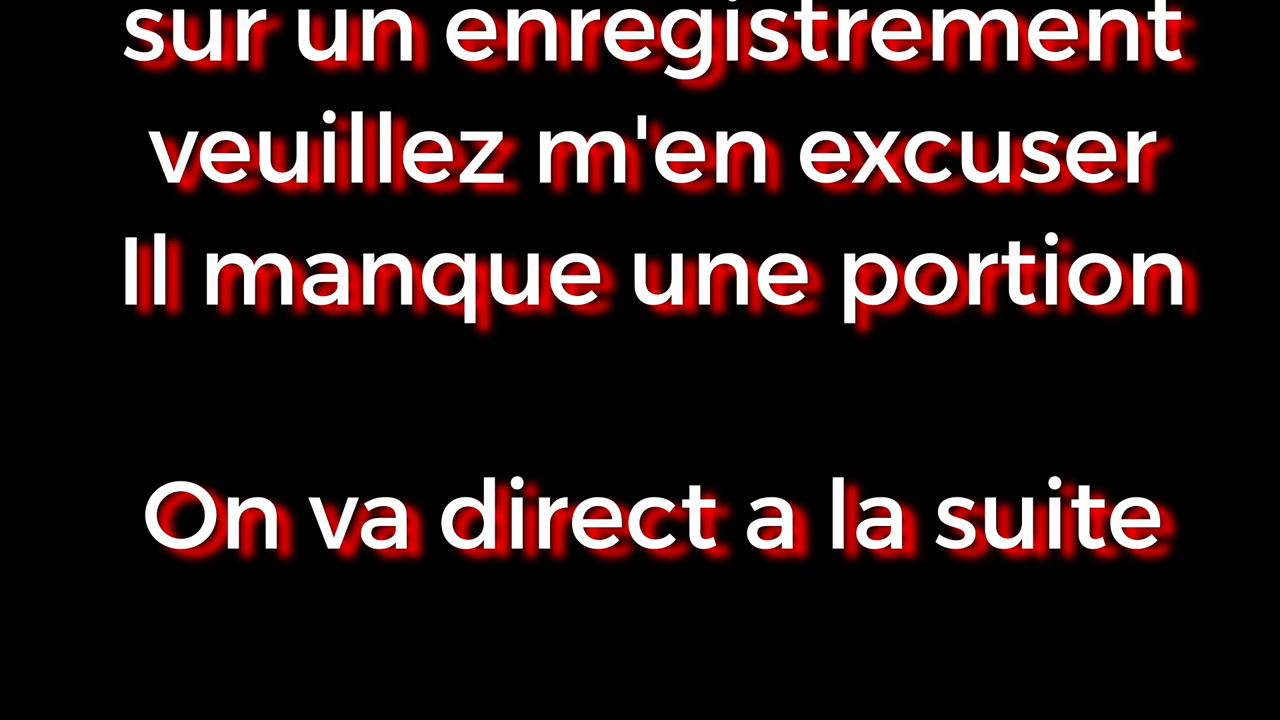 sur un enregistrement
veuillez m'en excuser
Il manque une portion
On va direct a la suite